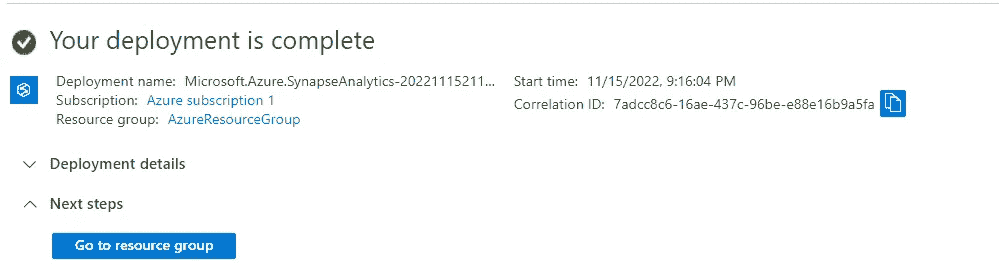 Your deployment is complete
Deployment name: Microsoft.Azure.SynapseAnalytics-20221115211...
Subscription: Azure subscription 1
Resource group: AzureResourceGroup
Start time: 11/15/2022, 9:16:04 PM
Correlation ID: 7adcc8c6-16ae-437c-96be-e88e16b9a5fa
Deployment details
Next steps
Go to resource group